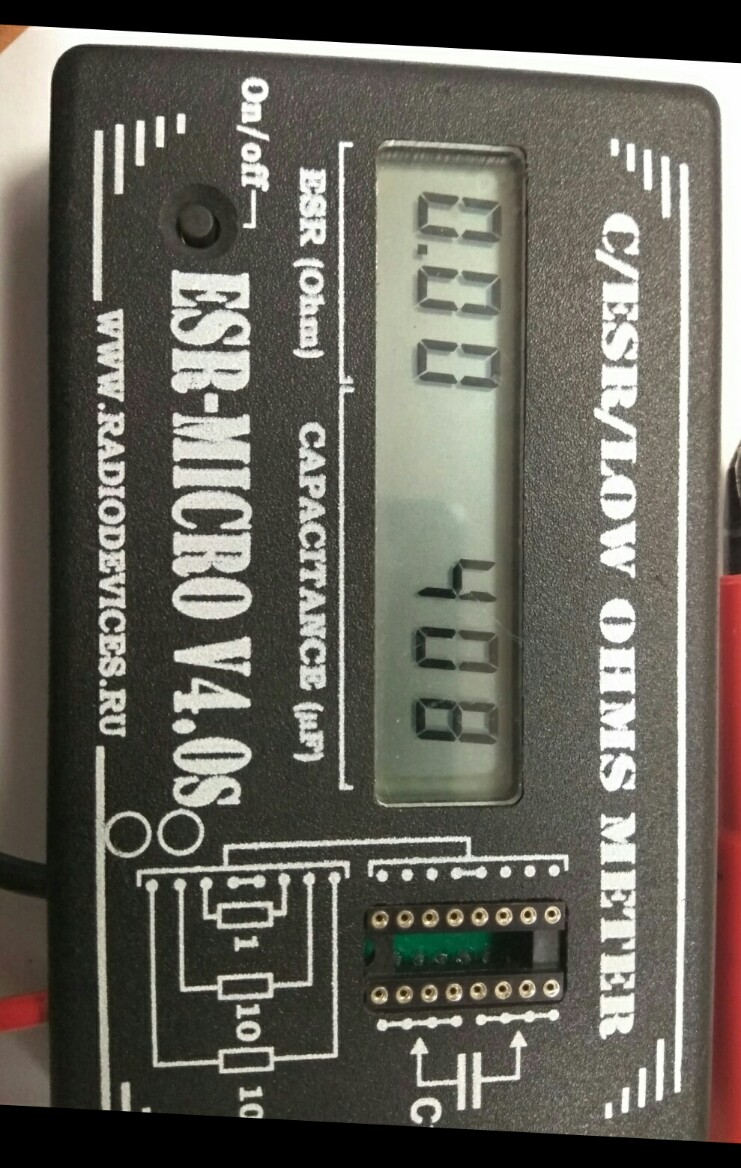 C/ESR/LOW OHMS METER
0.00 408
ESR (Ohm) CAPACITANCE (µF)
On/off
ESR-MICRO V4.0S
WWW.RADIODEVICES.RU
1
10
C